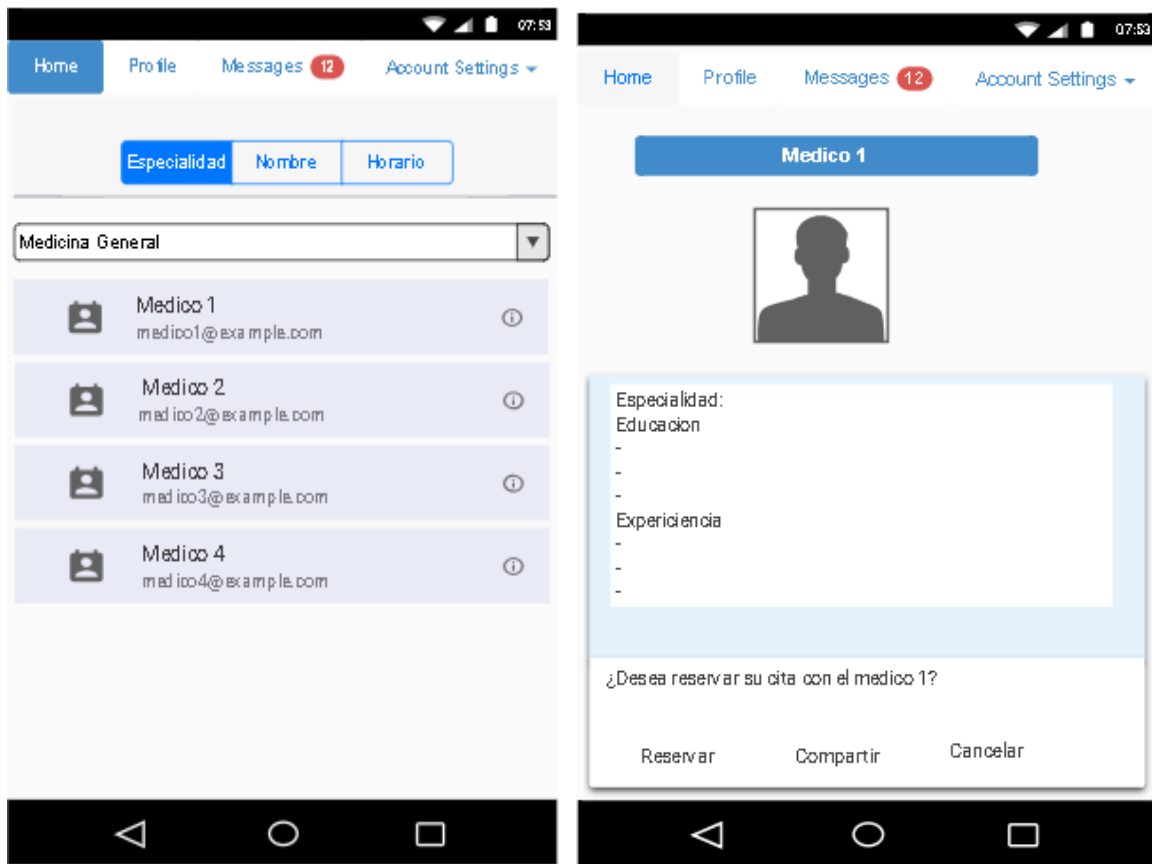 07:53
Home Profile Messages 12 Account Settings
Especialidad Nombre Horario
Medicina General
Medico 1
medico1@example.com
Medico 2
medico2@example.com
Medico 3
medico3@example.com
Medico 4
medico4@example.com
07:53
Home Profile Messages 12 Account Settings
Medico 1
Especialidad:
Educacion
-
-
-
Expericiencia
-
-
-
¿Desea reservar su cita con el medico 1?
Reservar Compartir Cancelar